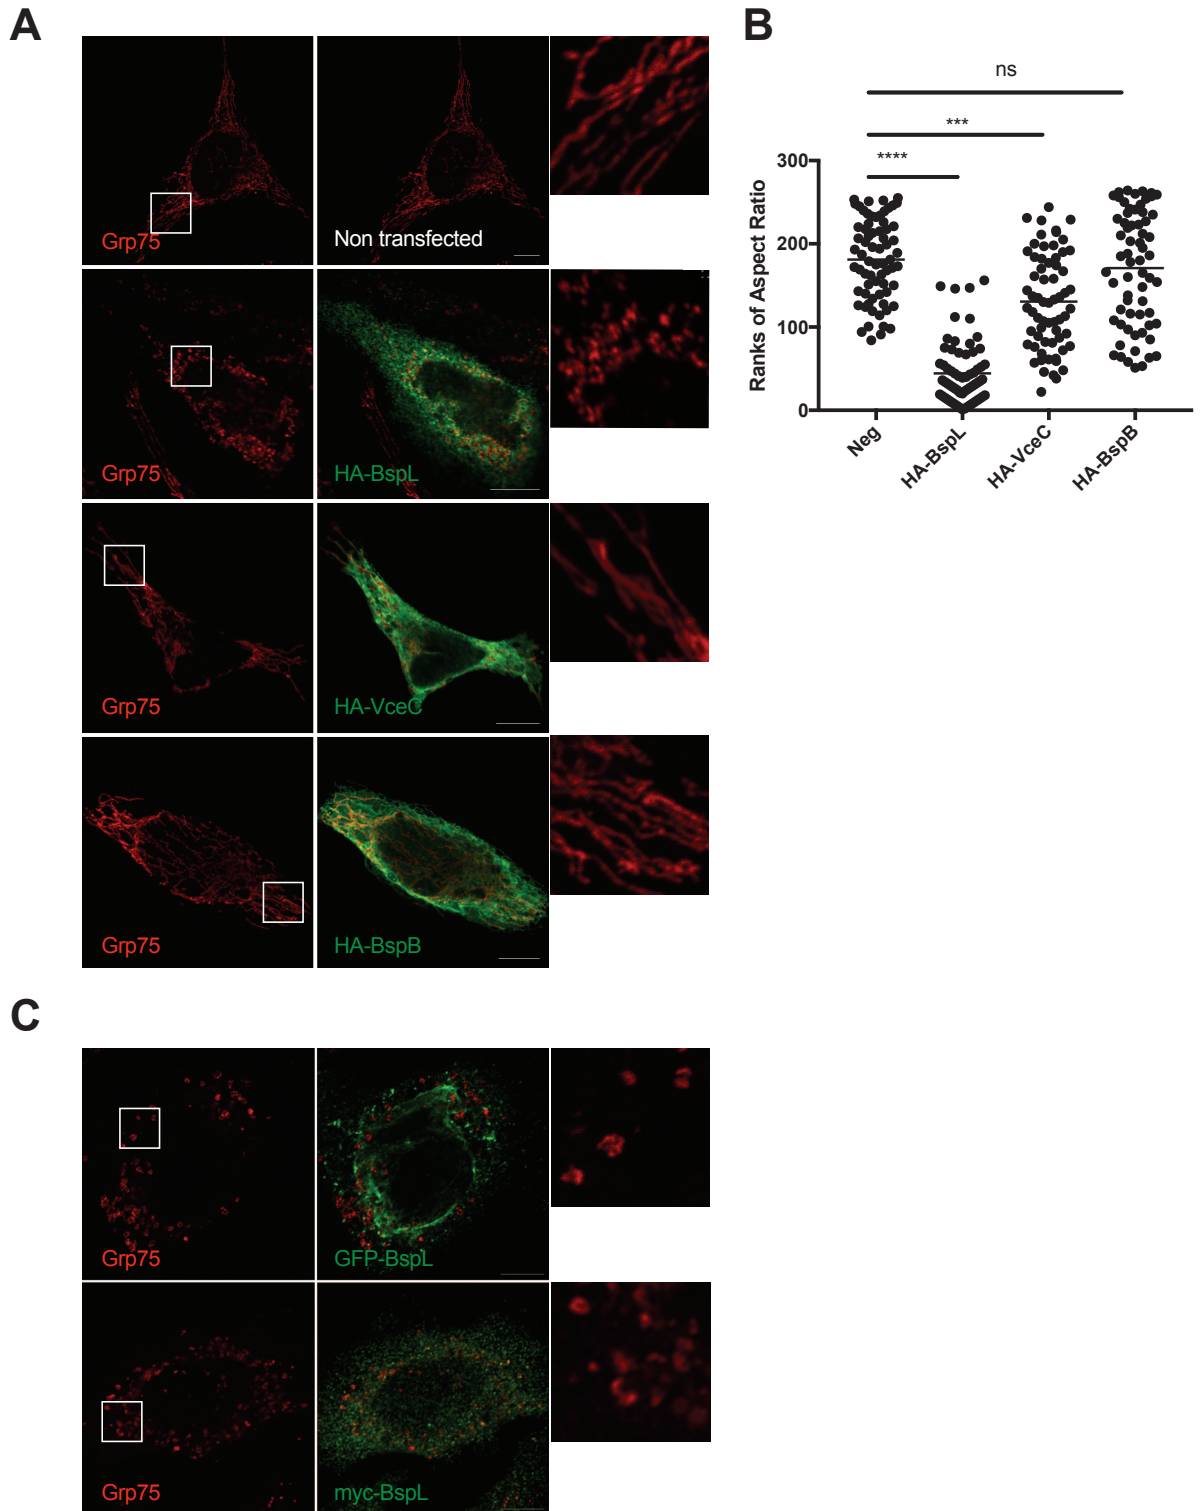 A
B
Grp75
Non transfected
Grp75
HA-BspL
Grp75
HA-VceC
Grp75
HA-BspB
ns
***
****
Ranks of Aspect Ratio
300
200
100
0
Neg
HA-BspL
HA-VceC
HA-BspB
C
Grp75
GFP-BspL
Grp75
myc-BspL